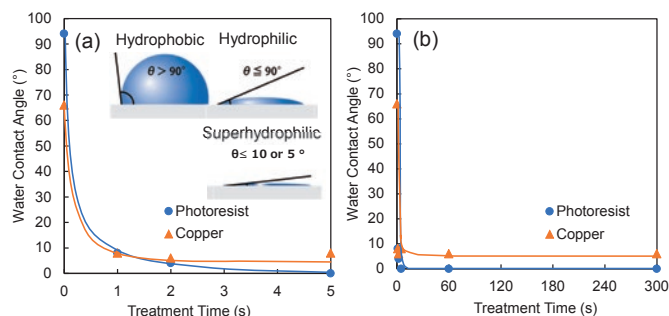 (a)
Hydrophobic
Hydrophilic
θ > 90°
θ ≦ 90°
Superhydrophilic
θ≤ 10 or 5 °
Photoresist
Copper
Water Contact Angle (°)
100
90
80
70
60
50
40
30
20
10
0
0 1 2 3 4 5
Treatment Time (s)
(b)
Photoresist
Copper
Water Contact Angle (°)
100
90
80
70
60
50
40
30
20
10
0
0 60 120 180 240 300
Treatment Time (s)